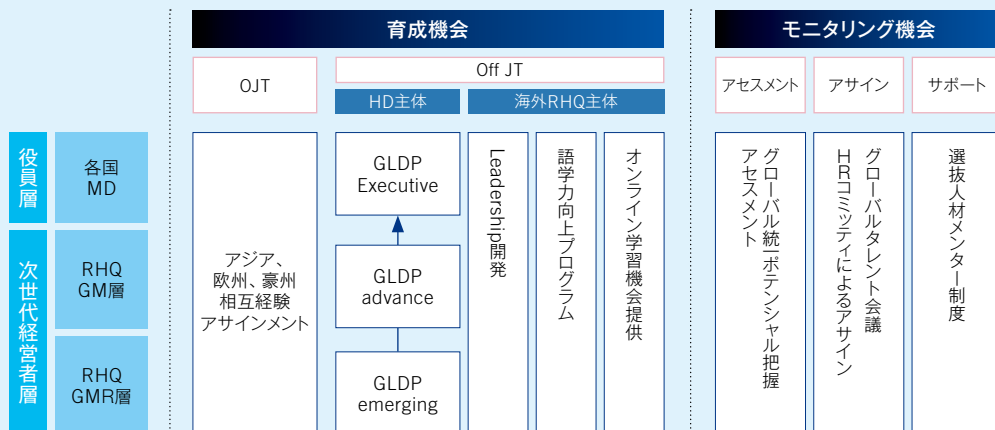 育成機会
モニタリング機会
OJT
Off JT
アセスメント
アサイン
サポート
HD主体
海外RHQ主体
役員層
各国
MD
次世代経営者層
RHQ
GM層
RHQ
GMR層
アジア、
欧州、豪州
相互経験
アサインメント
GLDP
Executive
GLDP
advance
GLDP
emerging
Leadership開発
語学力向上プログラム
オンライン学習機会提供
グローバル統一ポテンシャル把握
アセスメント
グローバルタレント会議
HRコミッティによるアサイン
選抜人材メンター制度